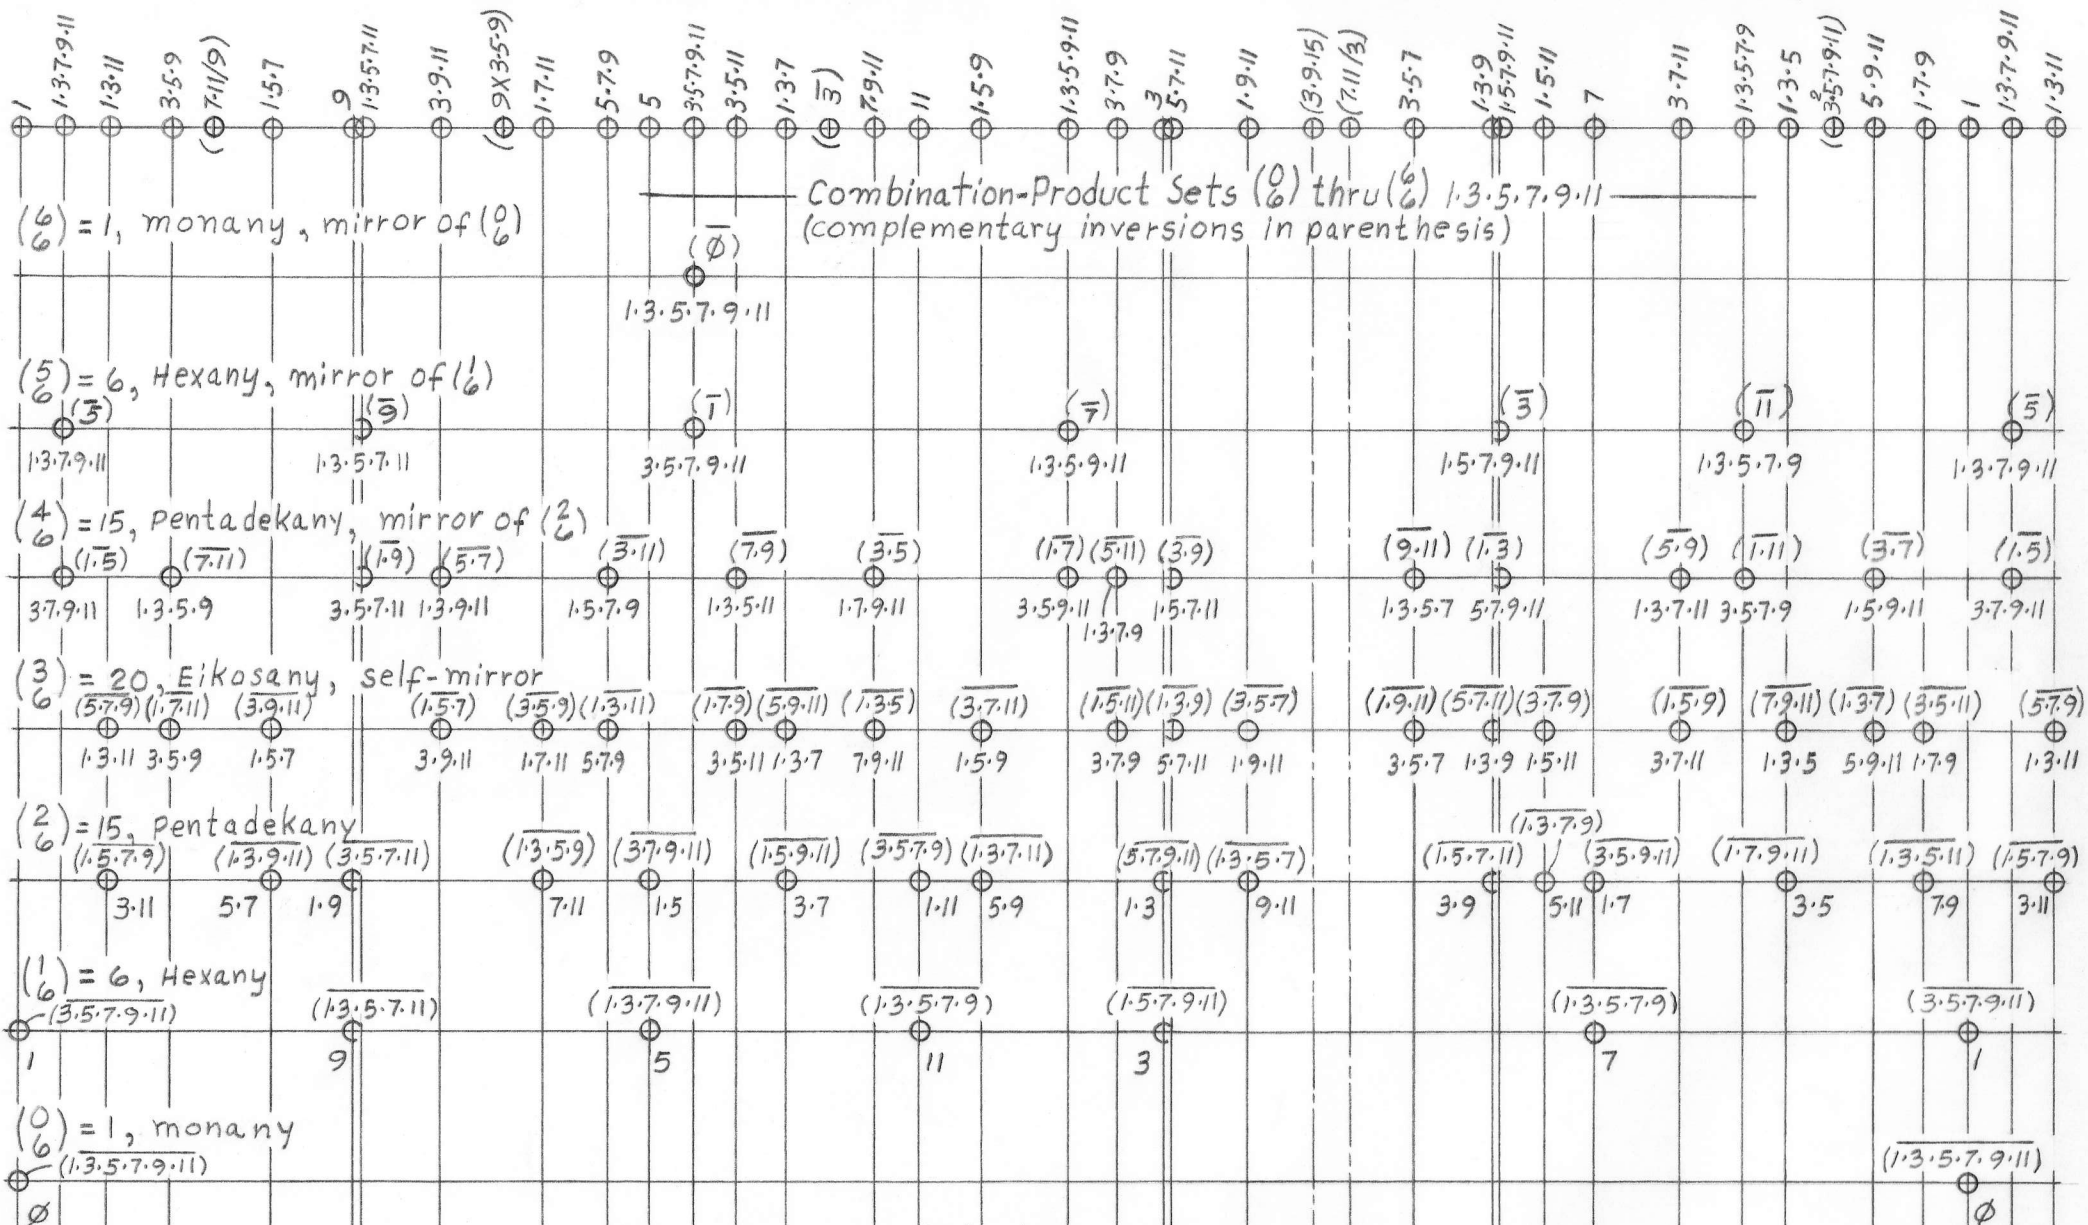 1 1·3·7·9·11 1·3·11 3·5·9 (7·11/9) 1·5·7 9 1·3·5·7·11 3·9·11 (9X3·5·9) 1·7·11 5·7·9 5 3·5·7·9·11 3·5·11 1·3·7 (3̅) 7·9·11 11 1·5·9 1·3·5·9·11 3·7·9 3 5·7·11 1·9·11 (3·9·15) (7·11/3) 3·5·7 1·3·9 1·5·7·9·11 1·5·11 7 3·7·11 1·3·5·7·9 1·3·5 (3·5·7·9·11)² 5·9·11 1·7·9 1 1·3·7·9·11 1·3·11
Combination-Product Sets (0 6) thru (6 6) 1·3·5·7·9·11
(complementary inversions in parenthesis)
(6 6) = 1, monany, mirror of (0 6)
(∅̅)
1·3·5·7·9·11
(5 6) = 6, Hexany, mirror of (1 6)
(5̅) (9̅) (1̅) (7̅) (3̅) (1̅1̅) (5̅)
1·3·7·9·11 1·3·5·7·11 3·5·7·9·11 1·3·5·9·11 1·5·7·9·11 1·3·5·7·9 1·3·7·9·11
(4 6) = 15, Pentadekany, mirror of (2 6)
(1·5) (7·11) (1·9) (5·7) (3·11) (7·9) (3·5) (1·7) (5·11) (3·9) (9·11) (1·3) (5·9) (1·11) (3·7) (1·5)
3·7·9·11 1·3·5·9 3·5·7·11 1·3·9·11 1·5·7·9 1·3·5·11 1·7·9·11 3·5·9·11 1·3·7·9 1·5·7·11 1·3·5·7 5·7·9·11 1·3·7·11 3·5·7·9 1·5·9·11 3·7·9·11
(3 6) = 20, Eikosany, self-mirror
(5·7·9) (1·7·11) (3·9·11) (1·5·7) (3·5·9) (1·3·11) (1·7·9) (5·9·11) (1·3·5) (3·7·11) (1·5·11) (1·3·9) (3·5·7) (1·9·11) (5·7·11) (3·7·9) (1·5·9) (7·9·11) (1·3·7) (3·5·11) (5·7·9)
1·3·11 3·5·9 1·5·7 3·9·11 1·7·11 5·7·9 3·5·11 1·3·7 7·9·11 1·5·9 3·7·9 5·7·11 1·9·11 3·5·7 1·3·9 1·5·11 3·7·11 1·3·5 5·9·11 1·7·9 1·3·11
(2 6) = 15, Pentadekany
(1·5·7·9) (1·3·9·11) (3·5·7·11) (1·3·5·9) (3·7·9·11) (1·5·9·11) (3·5·7·9) (1·3·7·11) (5·7·9·11) (1·3·5·7) (1·5·7·11) (1·3·7·9) (3·5·9·11) (1·7·9·11) (1·3·5·11) (1·5·7·9)
3·11 5·7 1·9 7·11 1·5 3·7 1·11 5·9 1·3 9·11 3·9 5·11 1·7 3·5 7·9 3·11
(1 6) = 6, Hexany
(3·5·7·9·11) (1·3·5·7·11) (1·3·7·9·11) (1·3·5·7·9) (1·5·7·9·11) (1·3·5·7·9) (3·5·7·9·11)
1 9 5 11 3 7 1
(0 6) = 1, monany
(1·3·5·7·9·11) (1·3·5·7·9·11)
∅ ∅